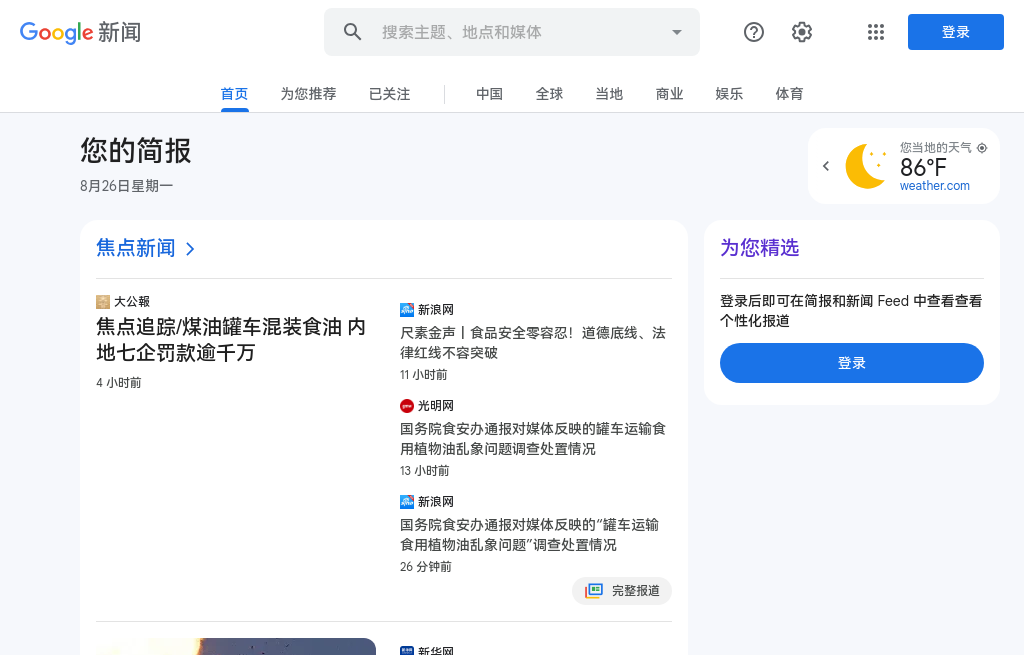 Google 新闻
搜索主题、地点和媒体
登录
首页
为您推荐
已关注
中国
全球
当地
商业
娱乐
体育
您的简报
8月26日星期一
您当地的天气
86°F
weather.com
焦点新闻
大公報
焦点追踪/煤油罐车混装食油 内
地七企罚款逾千万
4 小时前
新浪网
尺素金声丨食品安全零容忍！道德底线、法
律红线不容突破
11 小时前
光明网
国务院食安办通报对媒体反映的罐车运输食
用植物油乱象问题调查处置情况
13 小时前
新浪网
国务院食安办通报对媒体反映的“罐车运输
食用植物油乱象问题”调查处置情况
26 分钟前
完整报道
新华网
为您精选
登录后即可在简报和新闻 Feed 中查看查看
个性化报道
登录